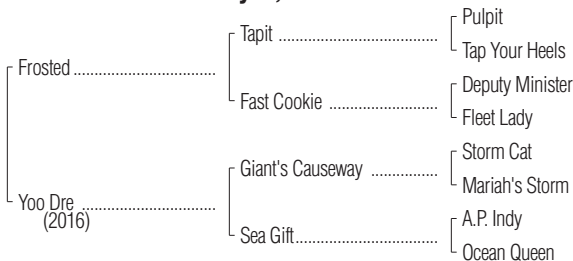 Pulpit
Tapit ........................................
Tap Your Heels
Frosted ....................................
Deputy Minister
Fast Cookie ...........................
Fleet Lady
Storm Cat
Giant's Causeway .................
Mariah's Storm
Yoo Dre ..................................
(2016)
A.P. Indy
Sea Gift....................................
Ocean Queen